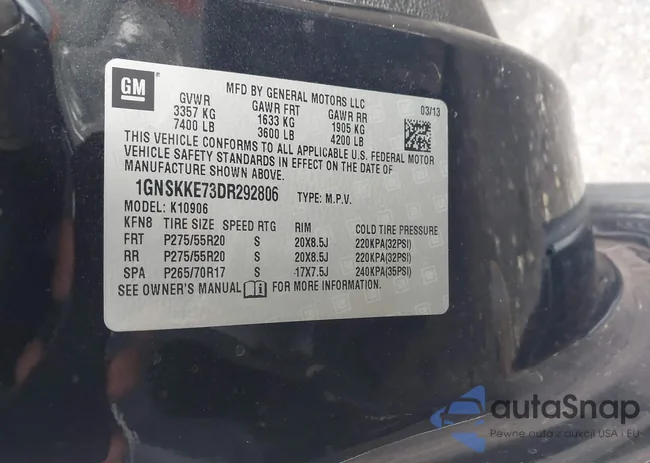 GM
MFD BY GENERAL MOTORS LLC
GVWR GAWR FRT GAWR RR 03/13
3357 KG 1633 KG 1905 KG
7400 LB 3600 LB 4200 LB
THIS VEHICLE CONFORMS TO ALL APPLICABLE U.S. FEDERAL MOTOR
VEHICLE SAFETY STANDARDS IN EFFECT ON THE DATE OF
MANUFACTURE SHOWN ABOVE.
1GNSKKE73DR292806 TYPE: M.P.V.
MODEL: K10906
KFN8 TIRE SIZE SPEED RTG RIM COLD TIRE PRESSURE
FRT P275/55R20 S 20X8.5J 220KPA(32PSI)
RR P275/55R20 S 20X8.5J 220KPA(32PSI)
SPA P265/70R17 S 17X7.5J 240KPA(35PSI)
SEE OWNER'S MANUAL FOR MORE INFORMATION.
autoSnap
Pewne auta z aukcji USA i EU